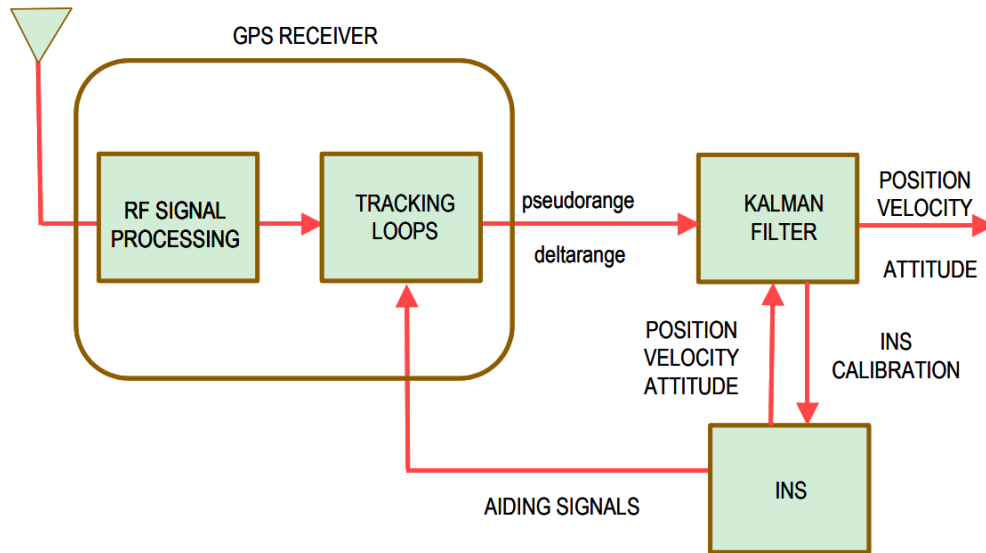 GPS RECEIVER
RF SIGNAL
PROCESSING
TRACKING
LOOPS
pseudorange
deltarange
KALMAN
FILTER
POSITION
VELOCITY
ATTITUDE
POSITION
VELOCITY
ATTITUDE
INS
CALIBRATION
AIDING SIGNALS
INS